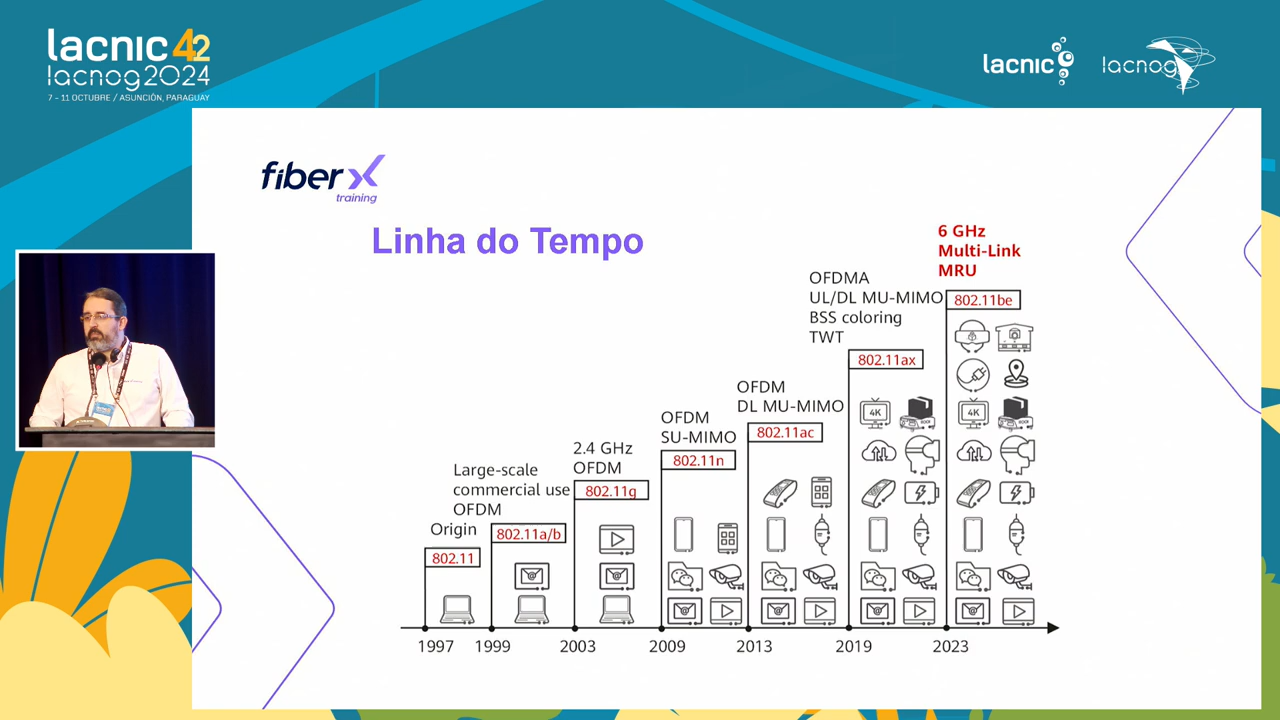 lacnic 42
lacnog2024
7 - 11 OCTUBRE / ASUNCIÓN, PARAGUAY
lacnic
lacnog
fiber x
training
Linha do Tempo
Origin
802.11
1997
Large-scale
commercial use
OFDM
802.11a/b
1999
2.4 GHz
OFDM
802.11g
2003
OFDM
SU-MIMO
802.11n
2009
OFDM
DL MU-MIMO
802.11ac
2013
OFDMA
UL/DL MU-MIMO
BSS coloring
TWT
802.11ax
4K
2019
6 GHz
Multi-Link
MRU
802.11be
4K
2023